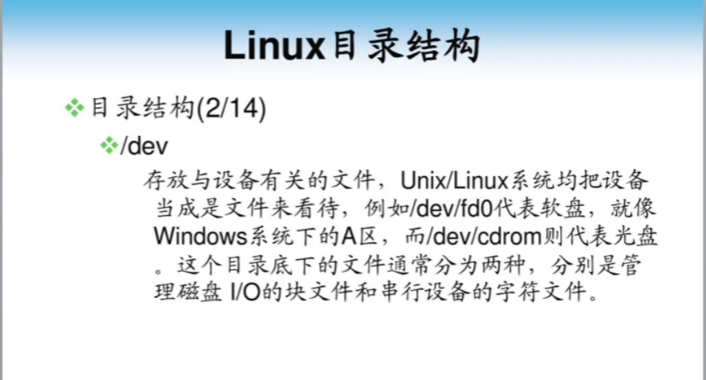 Linux目录结构
目录结构(2/14)
/dev
存放与设备有关的文件，Unix/Linux系统均把设备
当成是文件来看待，例如/dev/fd0代表软盘，就像
Windows系统下的A区，而/dev/cdrom则代表光盘
。这个目录底下的文件通常分为两种，分别是管
理磁盘 I/O的块文件和串行设备的字符文件。